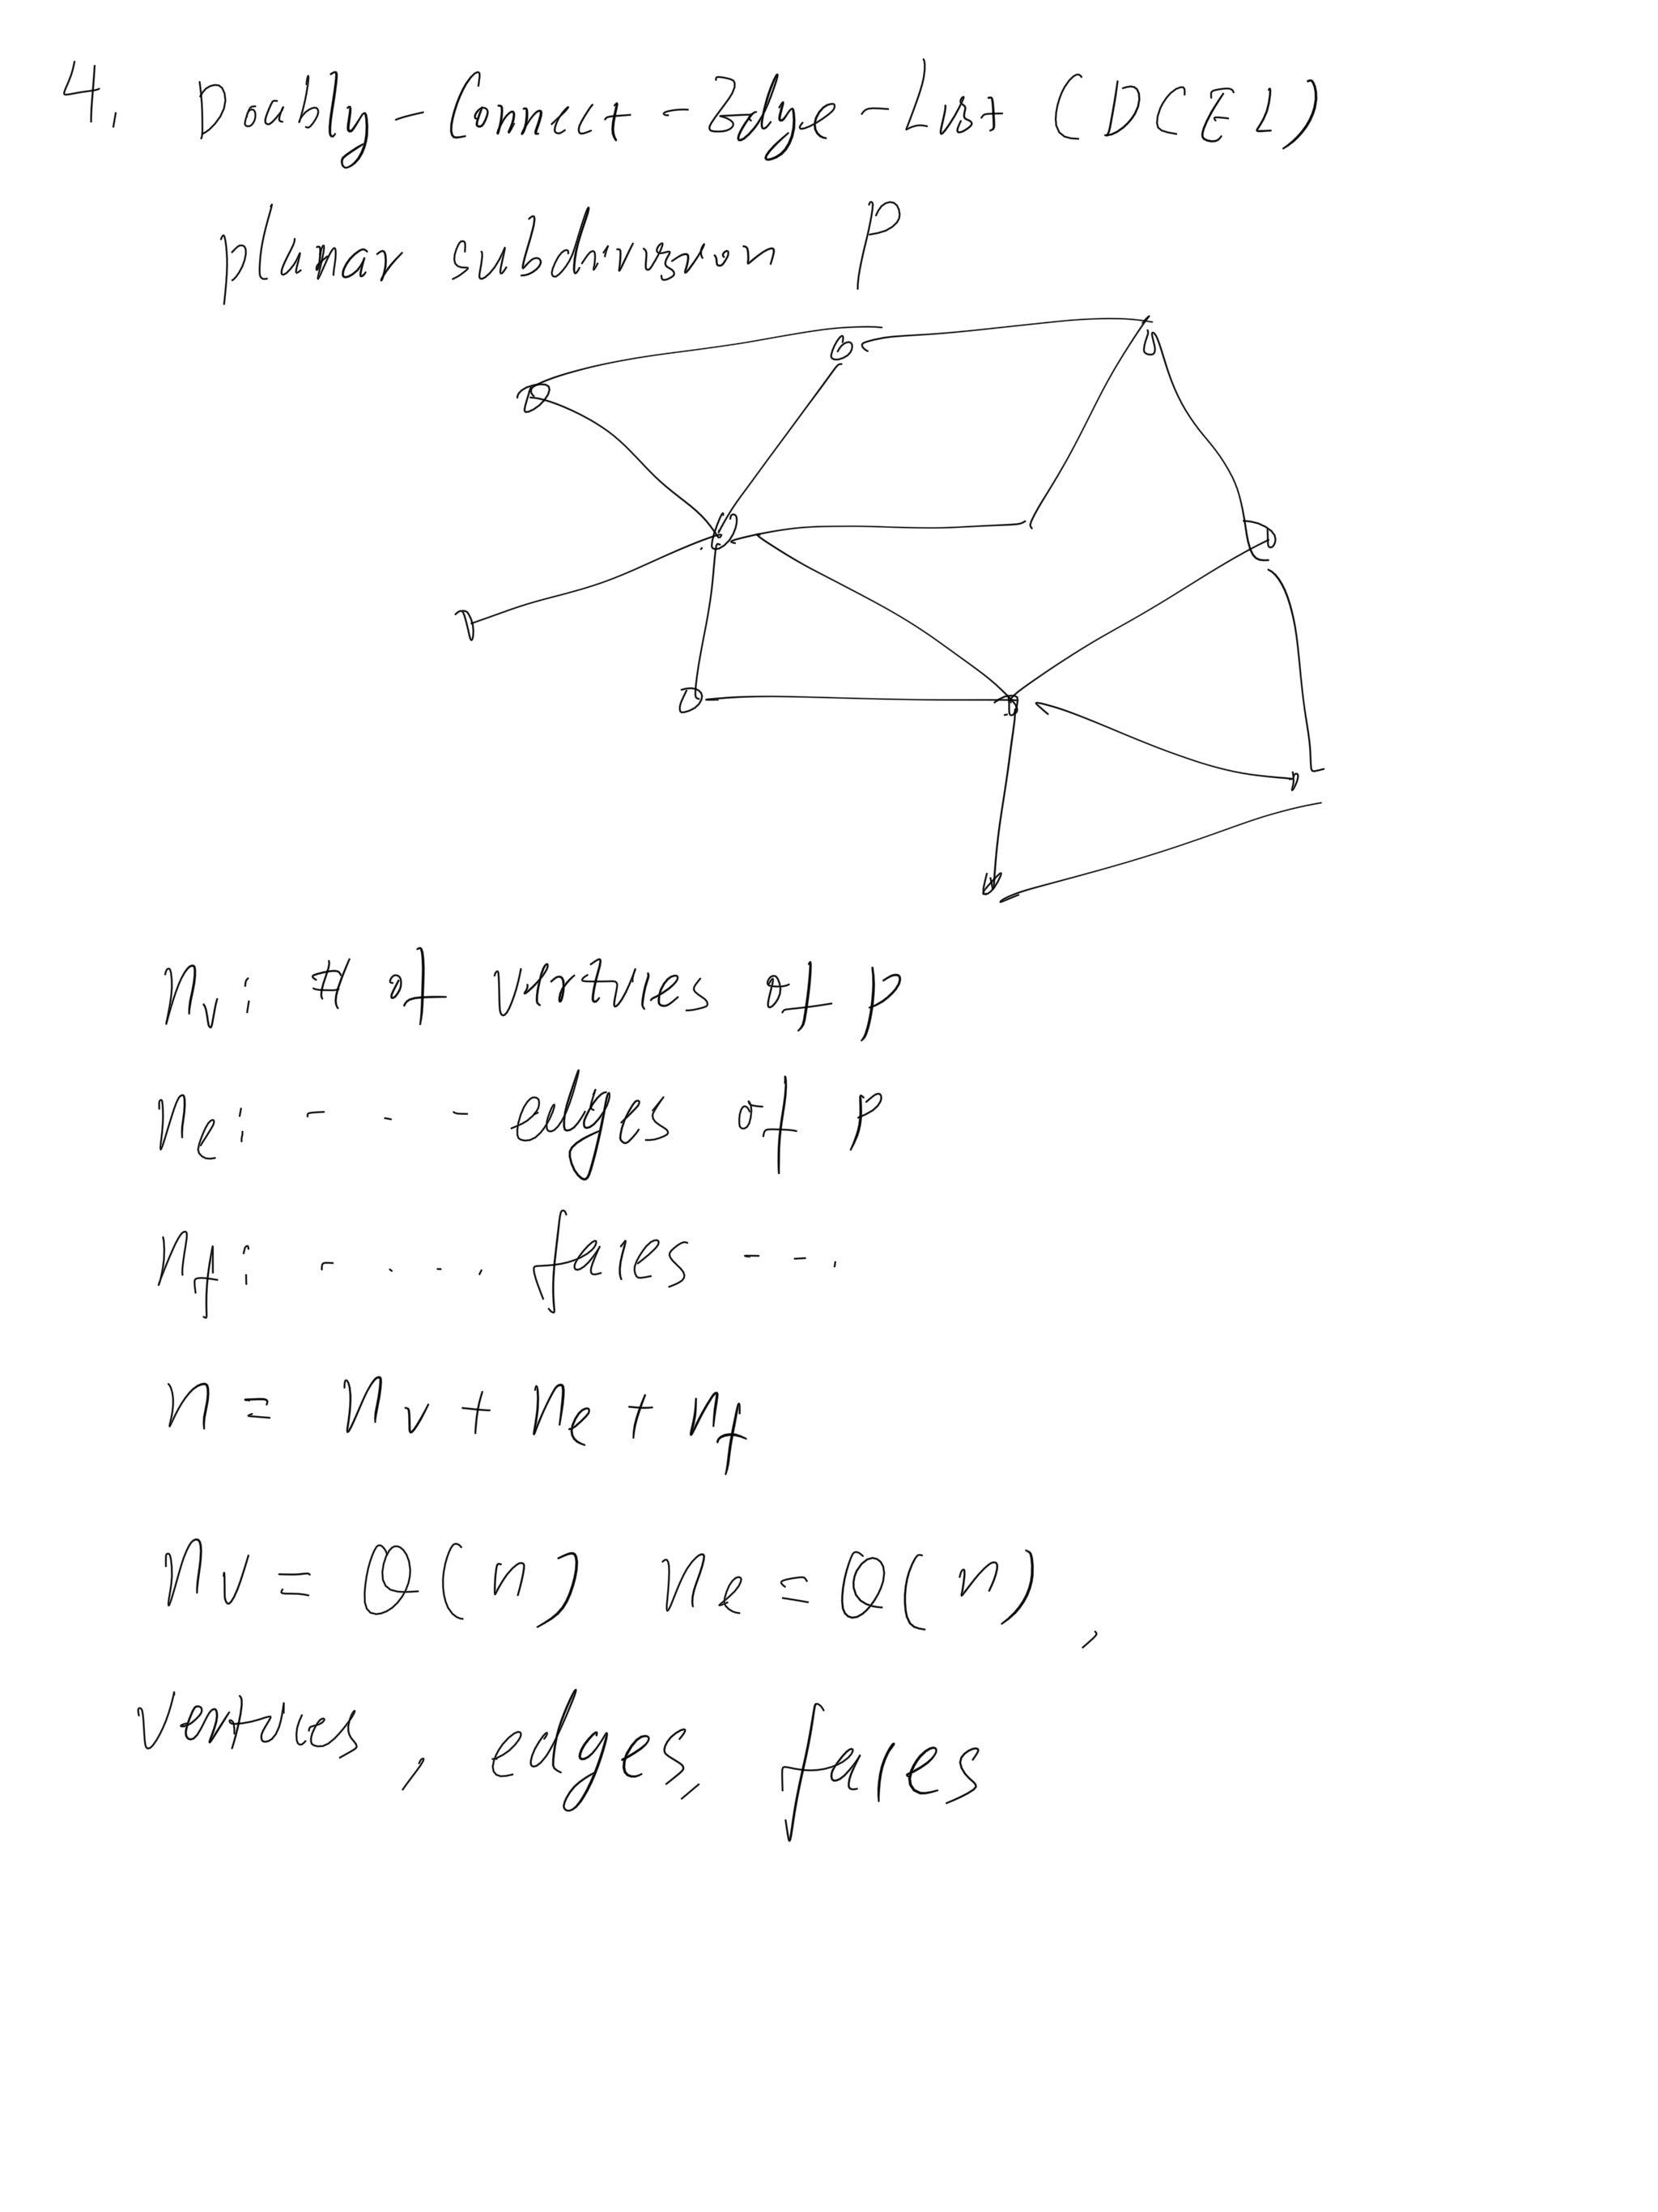 4. Doubly-Connect-Edge-List (DCEL)
planar subdivision P
n_v: # of vertices of P
n_e: - - - edges of P
n_f: - . - . faces - - .
n = n_v + n_e + n_f
n_v = Θ(n) n_e = Θ(n),
vertices, edges, faces